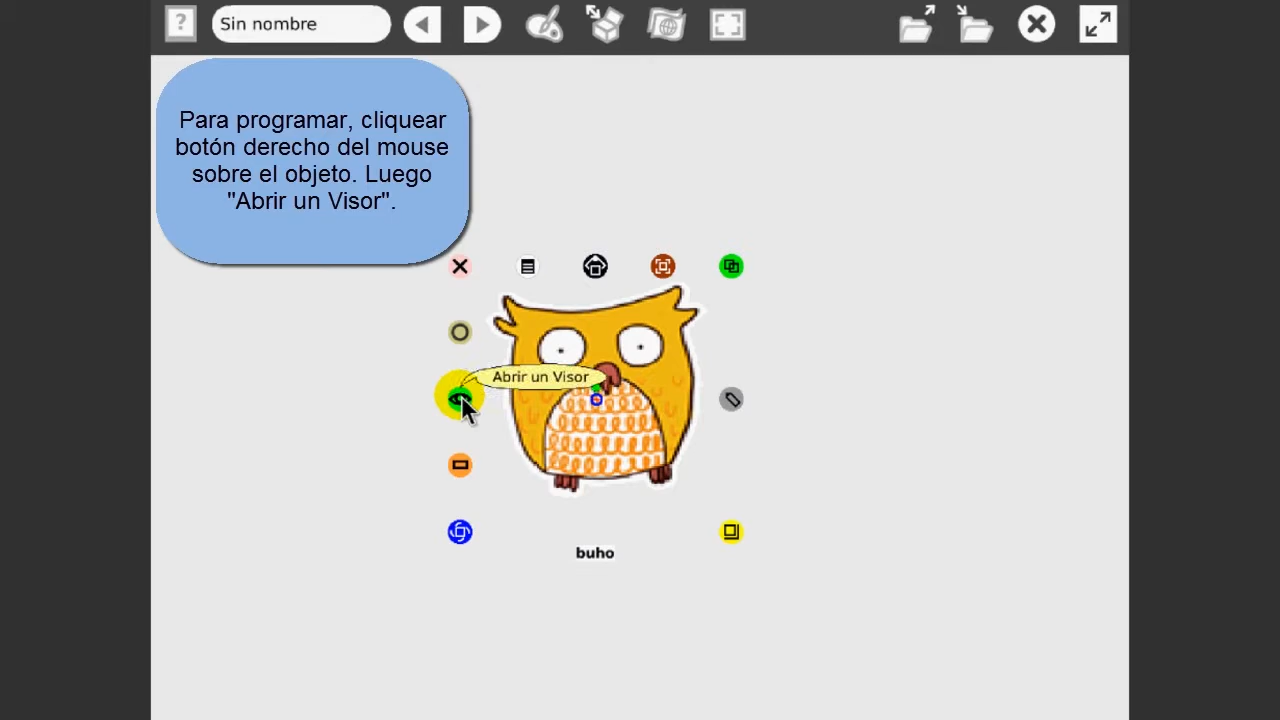 ?
Sin nombre
Para programar, cliquear
botón derecho del mouse
sobre el objeto. Luego
"Abrir un Visor".
Abrir un Visor
buho